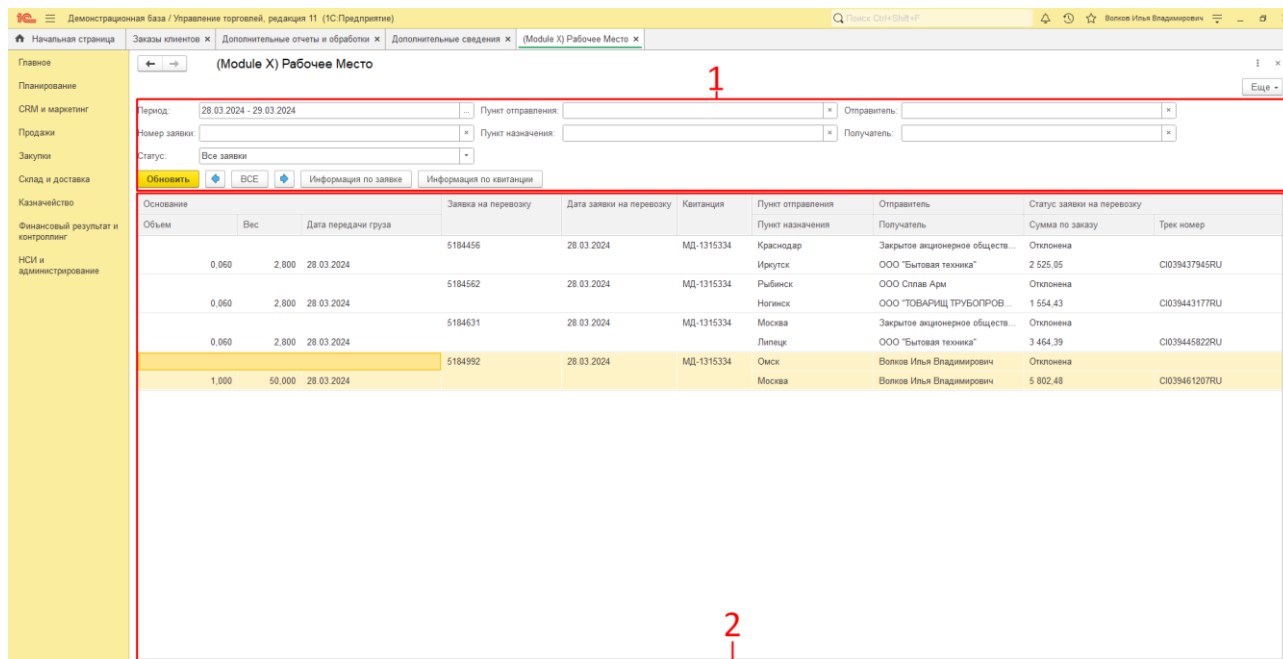 1С Демонстрационная база / Управление торговлей, редакция 11 (1С:Предприятие) Поиск Ctrl+Shift+F Волков Илья Владимирович
Начальная страница Заказы клиентов × Дополнительные отчеты и обработки × Дополнительные сведения × (Module X) Рабочее Место ×
Главное
Планирование
CRM и маркетинг
Продажи
Закупки
Склад и доставка
Казначейство
Финансовый результат и
контроллинг
НСИ и
администрирование
(Module X) Рабочее Место
1
Еще
Период: 28.03.2024 - 29.03.2024 ... Пункт отправления: × Отправитель: ×
Номер заявки: × Пункт назначения: × Получатель: ×
Статус: Все заявки
Обновить ВСЕ Информация по заявке Информация по квитанции
Основание Заявка на перевозку Дата заявки на перевозку Квитанция Пункт отправления Отправитель Статус заявки на перевозку
Объем Вес Дата передачи груза Пункт назначения Получатель Сумма по заказу Трек номер
5184456 28.03.2024 МД-1315334 Краснодар Закрытое акционерное обществ... Отклонена
0,060 2,800 28.03.2024 Иркутск ООО "Бытовая техника" 2 525,05 CI039437945RU
5184562 28.03.2024 МД-1315334 Рыбинск ООО Сплав Арм Отклонена
0,060 2,800 28.03.2024 Ногинск ООО "ТОВАРИЩ ТРУБОПРОВ... 1 554,43 CI039443177RU
5184631 28.03.2024 МД-1315334 Москва Закрытое акционерное обществ... Отклонена
0,060 2,800 28.03.2024 Липецк ООО "Бытовая техника" 3 464,39 CI039445822RU
5184992 28.03.2024 МД-1315334 Омск Волков Илья Владимирович Отклонена
1,000 50,000 28.03.2024 Москва Волков Илья Владимирович 5 802,48 CI039461207RU
2